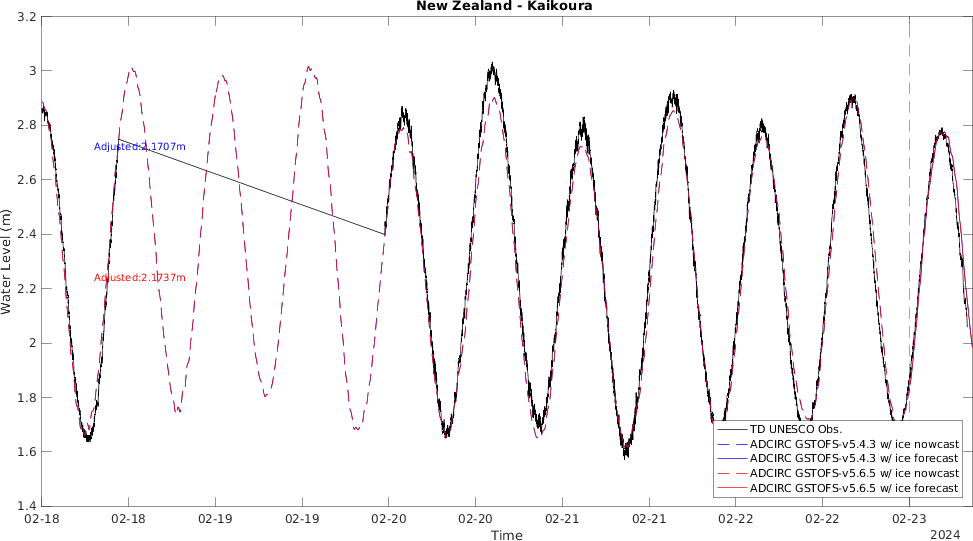 New Zealand - Kaikoura
3.2
3
2.8
2.6
2.4
2.2
2
1.8
1.6
1.4
Water Level (m)
Adjusted:2.1707m
Adjusted:2.1737m
TD UNESCO Obs.
ADCIRC GSTOFS-v5.4.3 w/ ice nowcast
ADCIRC GSTOFS-v5.4.3 w/ ice forecast
ADCIRC GSTOFS-v5.6.5 w/ ice nowcast
ADCIRC GSTOFS-v5.6.5 w/ ice forecast
02-18 02-18 02-19 02-19 02-20 02-20 02-21 02-21 02-22 02-22 02-23
Time
2024